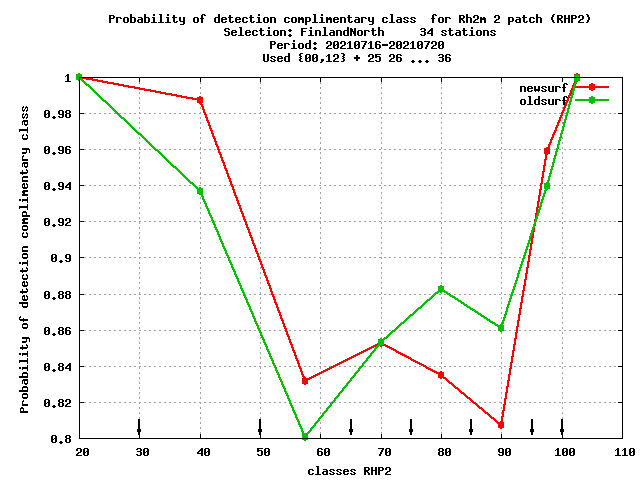 Probability of detection complimentary class  for Rh2m 2 patch (RHP2)
Selection: FinlandNorth     34 stations
Period: 20210716-20210720
Used {00,12} + 25 26 ... 36
Probability of detection complimentary class
1
0.98
0.96
0.94
0.92
0.9
0.88
0.86
0.84
0.82
0.8
newsurf
oldsurf
20 30 40 50 60 70 80 90 100 110
classes RHP2